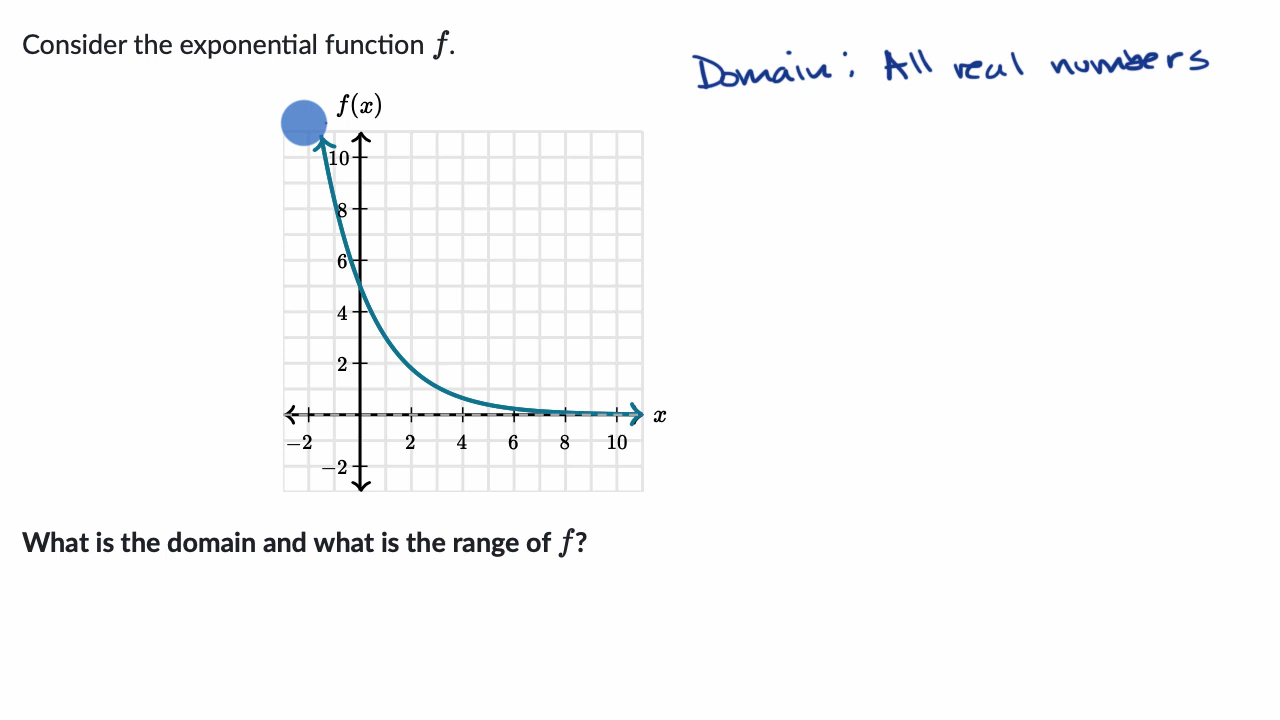 Consider the exponential function f.
Domain: All real numbers
f(x)
10
8
6
4
2
x
−2 2 4 6 8 10
−2
What is the domain and what is the range of f?